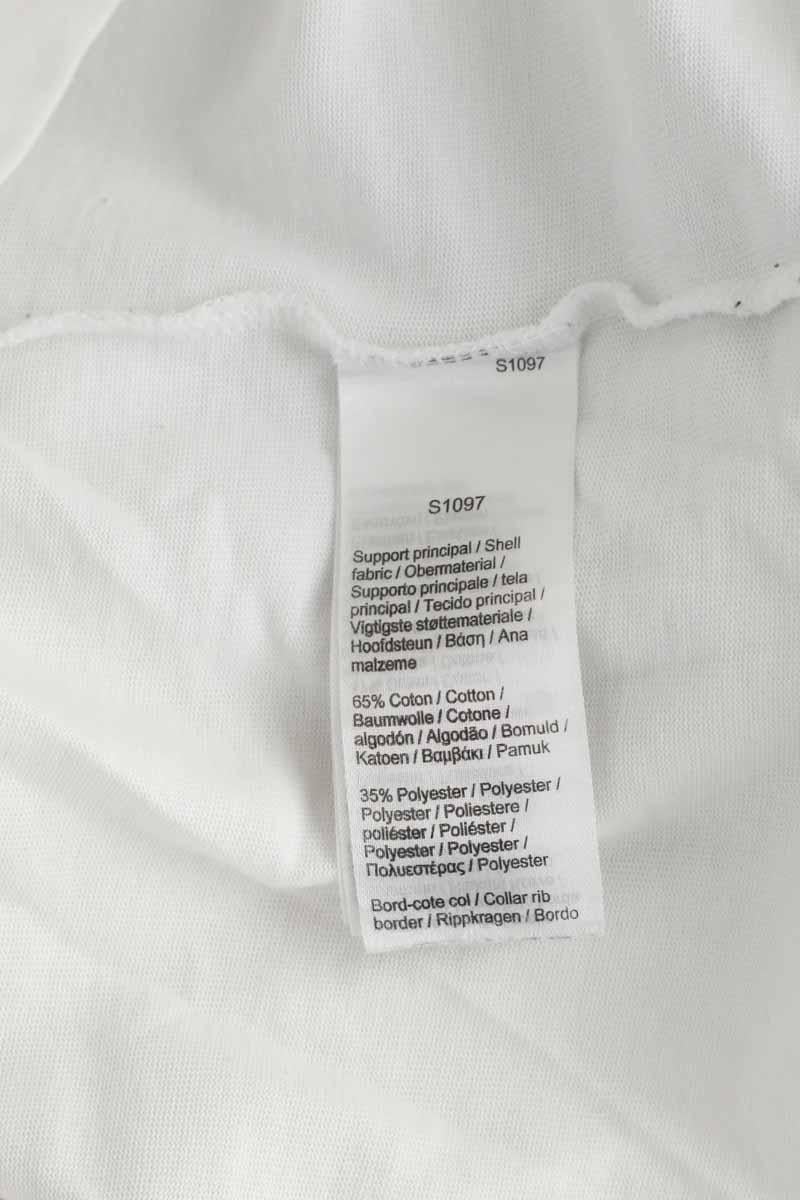 S1097
S1097
Support principal / Shell
fabric / Obermaterial /
Supporto principale / tela
principal / Tecido principal /
Vigtigste støttemateriale /
Hoofdsteun / Βάση / Ana
malzeme
65% Coton / Cotton /
Baumwolle / Cotone /
algodón / Algodão / Bomuld /
Katoen / Βαμβάκι / Pamuk
35% Polyester / Polyester /
Polyester / Poliestere /
poliéster / Poliéster /
Polyester / Polyester /
Πολυεστέρας / Polyester
Bord-cote col / Collar rib
border / Rippkragen / Bordo